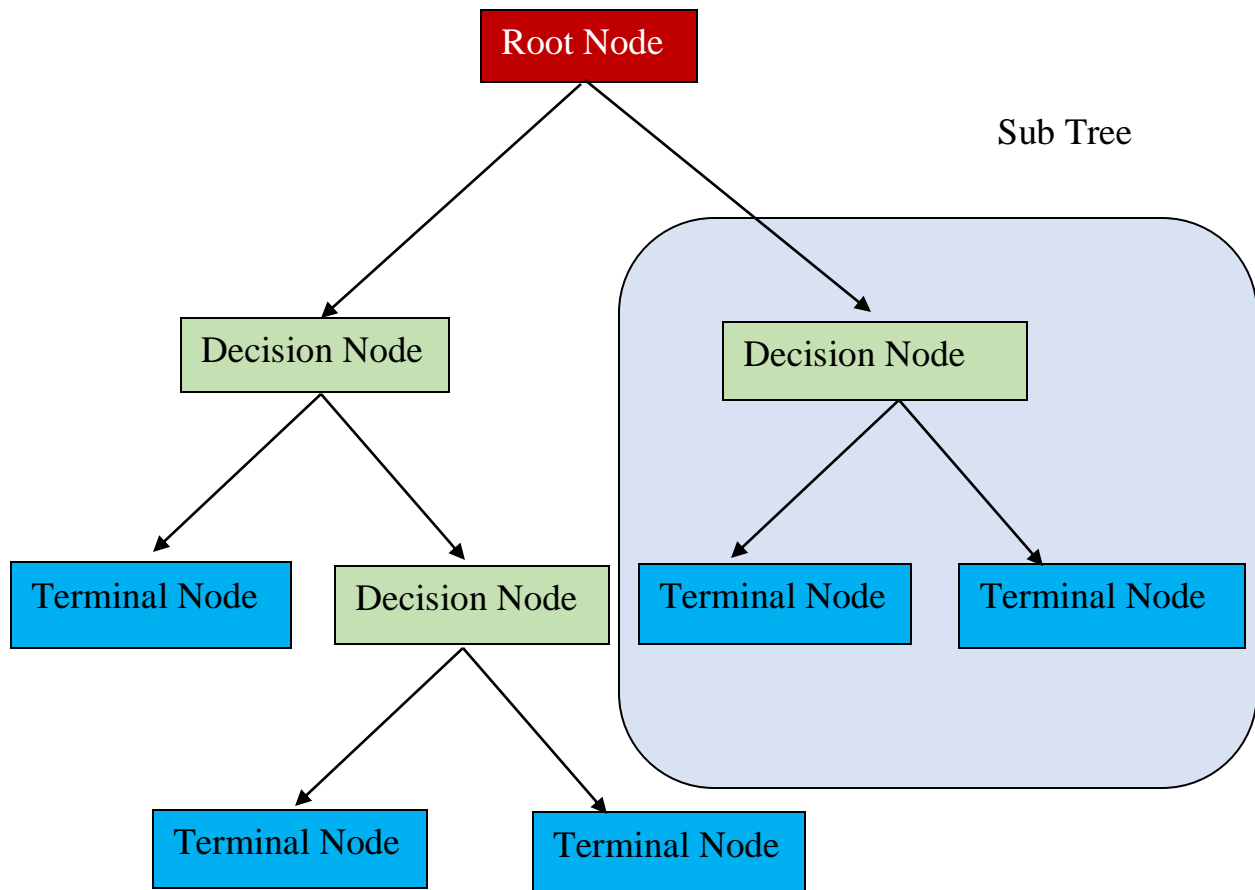 Root Node
Sub Tree
Decision Node
Decision Node
Terminal Node
Decision Node
Terminal Node
Terminal Node
Terminal Node
Terminal Node